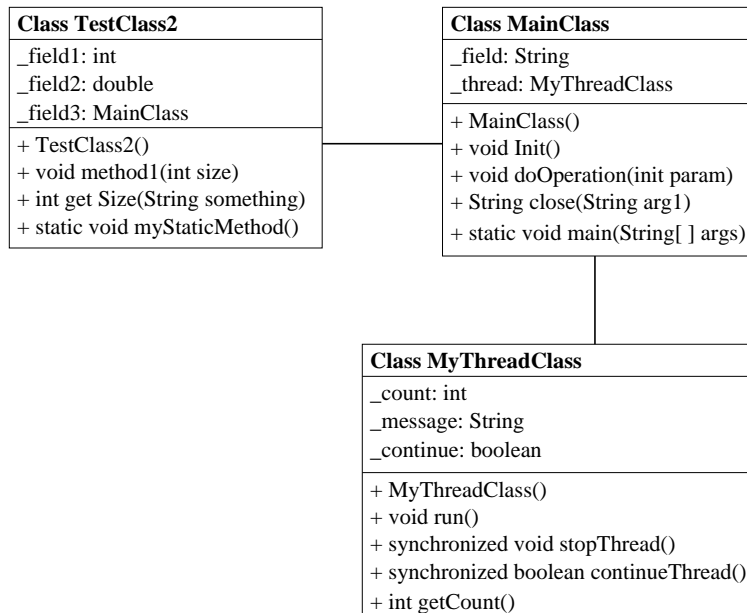 Class TestClass2
_field1: int
_field2: double
_field3: MainClass
+ TestClass2()
+ void method1(int size)
+ int get Size(String something)
+ static void myStaticMethod()
Class MainClass
_field: String
_thread: MyThreadClass
+ MainClass()
+ void Init()
+ void doOperation(init param)
+ String close(String arg1)
+ static void main(String[ ] args)
Class MyThreadClass
_count: int
_message: String
_continue: boolean
+ MyThreadClass()
+ void run()
+ synchronized void stopThread()
+ synchronized boolean continueThread()
+ int getCount()